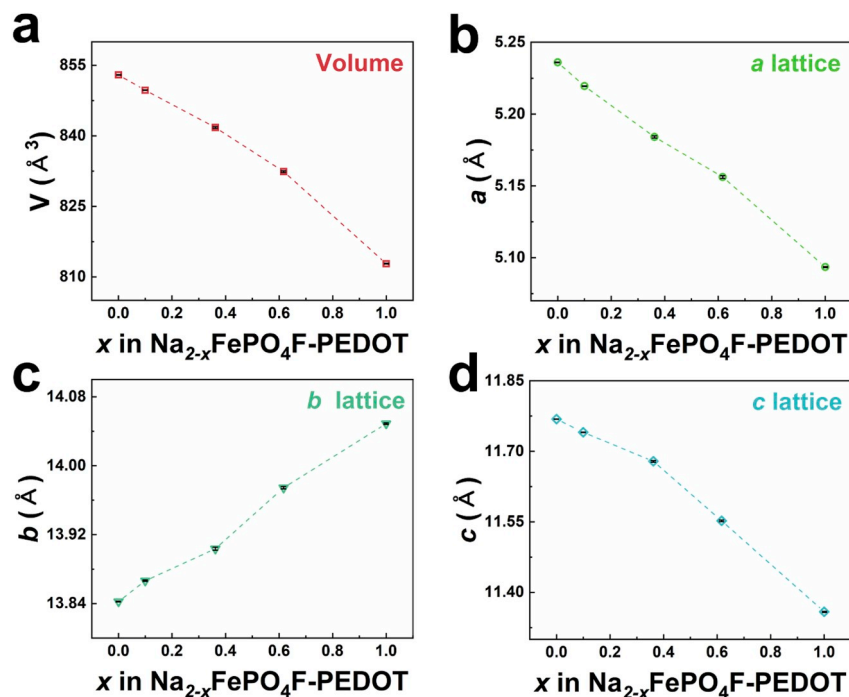 a
Volume
V ( Å ³ )
855
840
825
810
0.0 0.2 0.4 0.6 0.8 1.0
x in Na₂₋ₓFePO₄F-PEDOT
b
a lattice
a ( Å )
5.25
5.20
5.15
5.10
0.0 0.2 0.4 0.6 0.8 1.0
x in Na₂₋ₓFePO₄F-PEDOT
c
b lattice
b ( Å )
14.08
14.00
13.92
13.84
0.0 0.2 0.4 0.6 0.8 1.0
x in Na₂₋ₓFePO₄F-PEDOT
d
c lattice
c ( Å )
11.85
11.70
11.55
11.40
0.0 0.2 0.4 0.6 0.8 1.0
x in Na₂₋ₓFePO₄F-PEDOT